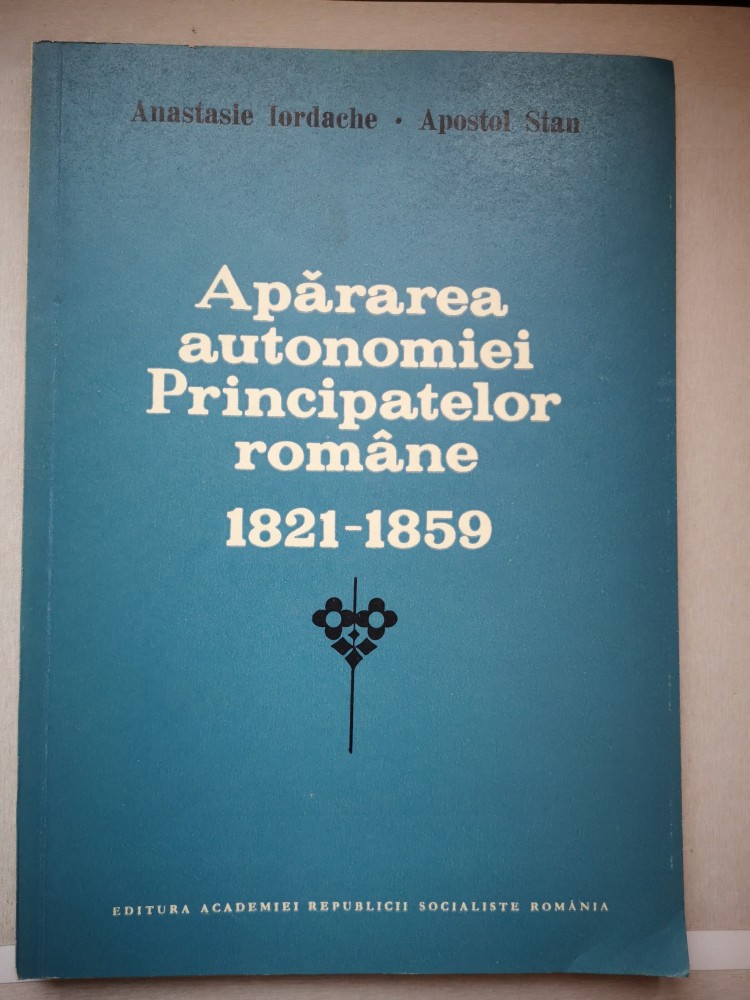 Anastasie Iordache • Apostol Stan
Apărarea
autonomiei
Principatelor
române
1821-1859
EDITURA ACADEMIEI REPUBLICII SOCIALISTE ROMÂNIA